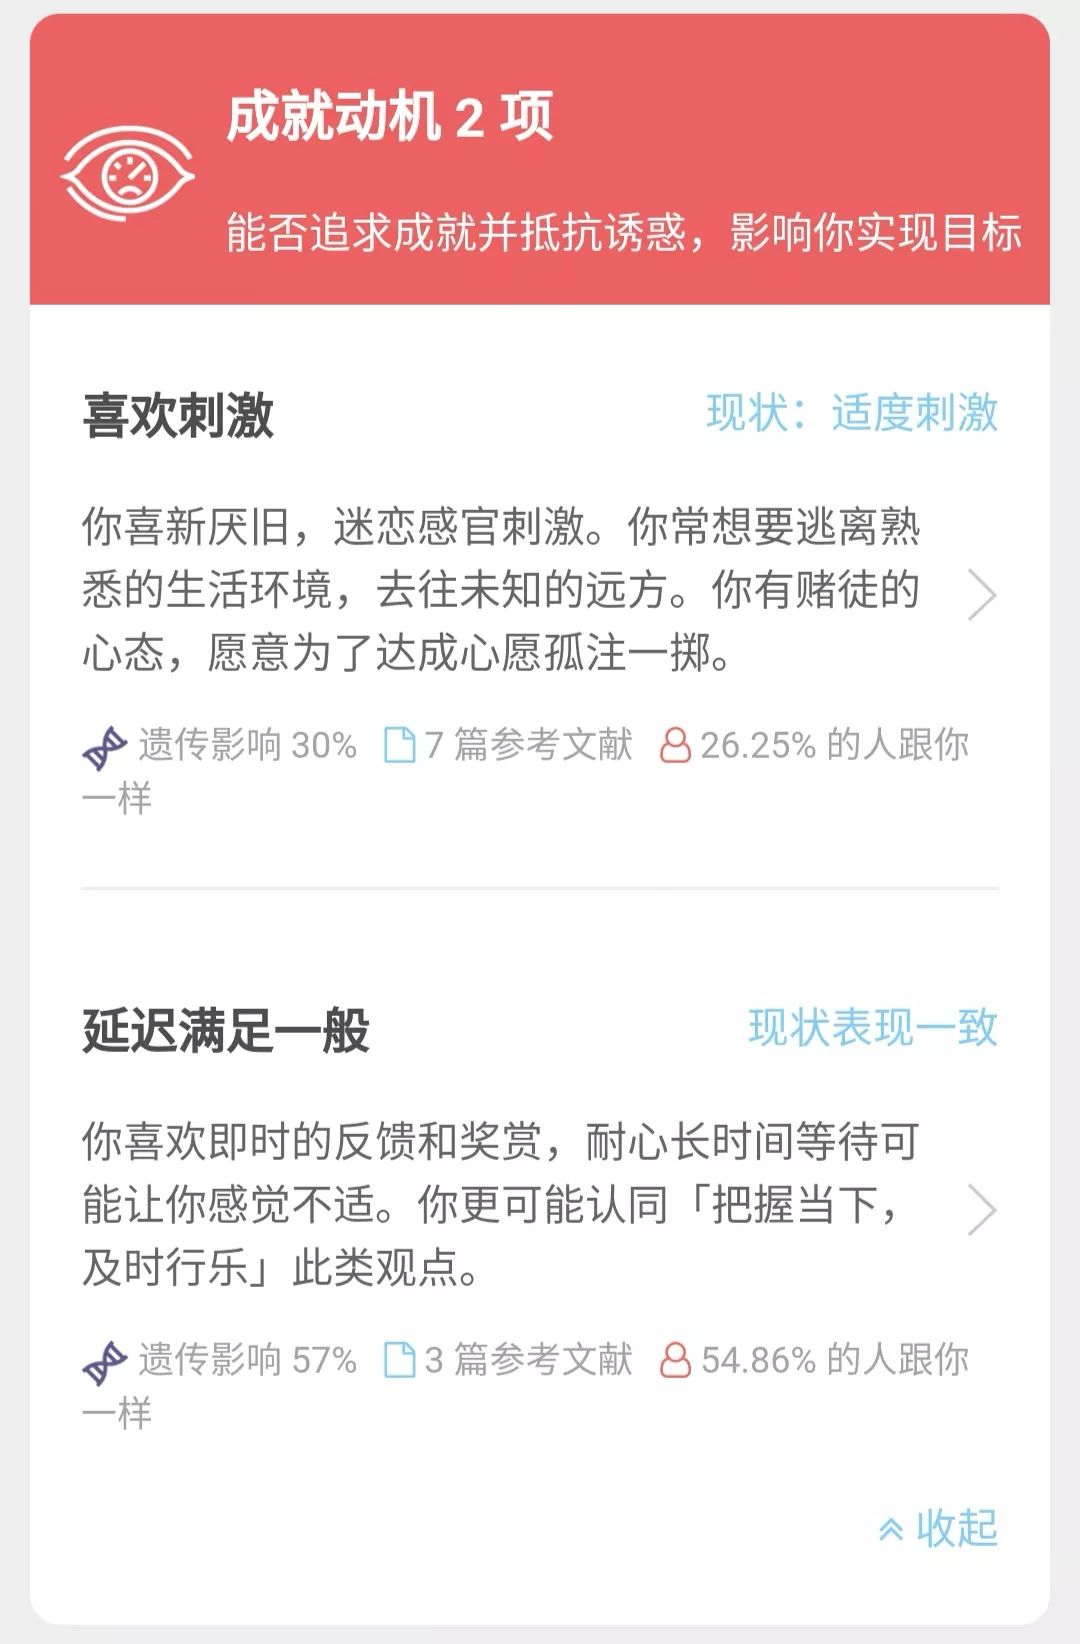 成就动机 2 项
能否追求成就并抵抗诱惑，影响你实现目标
喜欢刺激
现状：适度刺激
你喜新厌旧，迷恋感官刺激。你常想要逃离熟
悉的生活环境，去往未知的远方。你有赌徒的
心态，愿意为了达成心愿孤注一掷。
遗传影响 30% 7 篇参考文献 26.25% 的人跟你
一样
延迟满足一般
现状表现一致
你喜欢即时的反馈和奖赏，耐心长时间等待可
能让你感觉不适。你更可能认同「把握当下，
及时行乐」此类观点。
遗传影响 57% 3 篇参考文献 54.86% 的人跟你
一样
收起